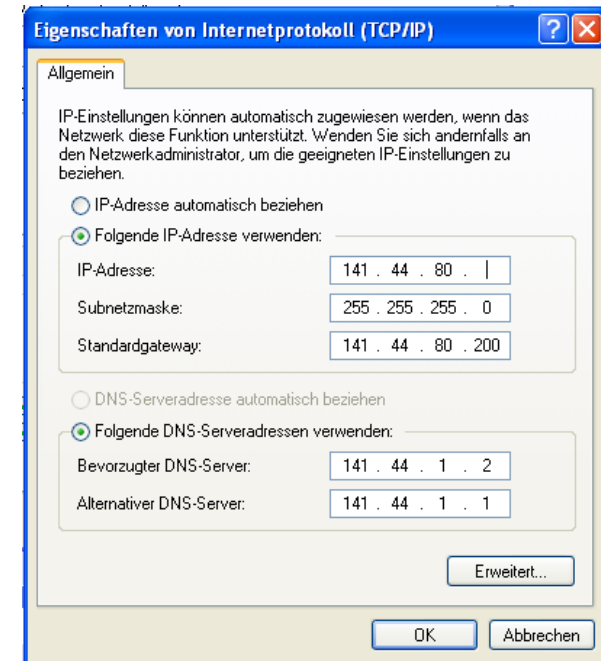 Eigenschaften von Internetprotokoll (TCP/IP)
Allgemein
IP-Einstellungen können automatisch zugewiesen werden, wenn das
Netzwerk diese Funktion unterstützt. Wenden Sie sich andernfalls an
den Netzwerkadministrator, um die geeigneten IP-Einstellungen zu
beziehen.
IP-Adresse automatisch beziehen
Folgende IP-Adresse verwenden:
IP-Adresse: 141 . 44 . 80 .
Subnetzmaske: 255 . 255 . 255 . 0
Standardgateway: 141 . 44 . 80 . 200
DNS-Serveradresse automatisch beziehen
Folgende DNS-Serveradressen verwenden:
Bevorzugter DNS-Server: 141 . 44 . 1 . 2
Alternativer DNS-Server: 141 . 44 . 1 . 1
Erweitert...
OK Abbrechen